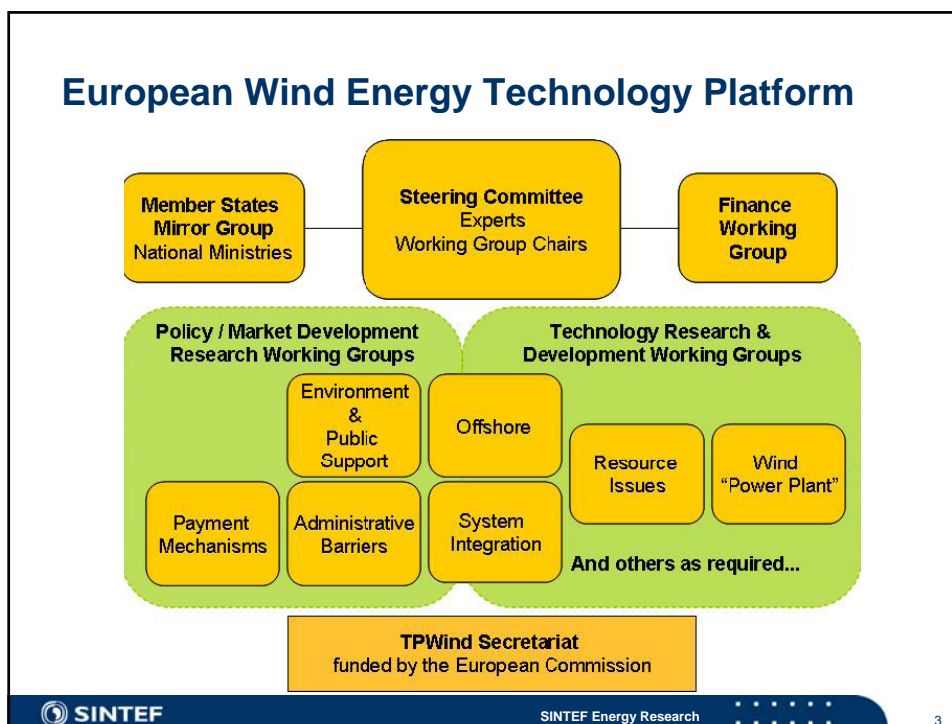 European Wind Energy Technology Platform
Member States
Mirror Group
National Ministries
Steering Committee
Experts
Working Group Chairs
Finance
Working
Group
Policy / Market Development
Research Working Groups
Technology Research &
Development Working Groups
Environment
&
Public
Support
Offshore
Resource
Issues
Wind
“Power Plant”
Payment
Mechanisms
Administrative
Barriers
System
Integration
And others as required...
TPWind Secretariat
funded by the European Commission
SINTEF
SINTEF Energy Research
3